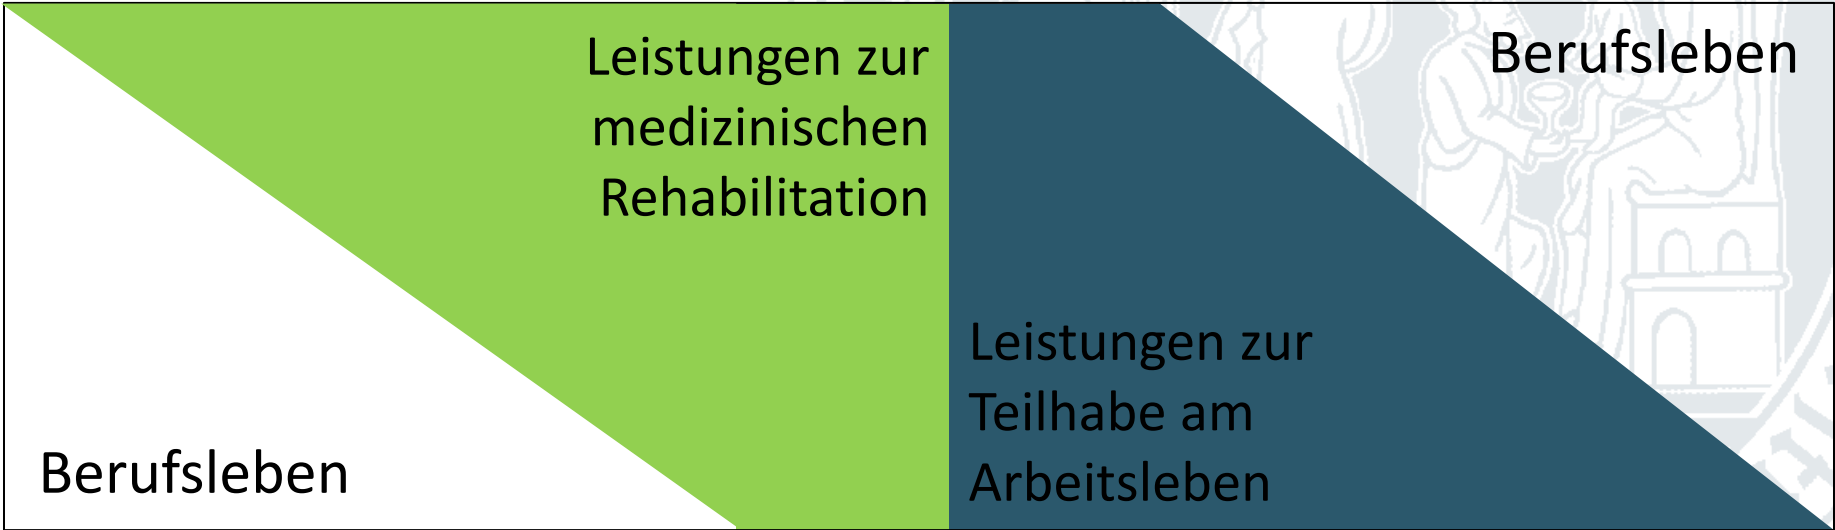 Leistungen zur
medizinischen
Rehabilitation
Berufsleben
Berufsleben
Leistungen zur
Teilhabe am
Arbeitsleben